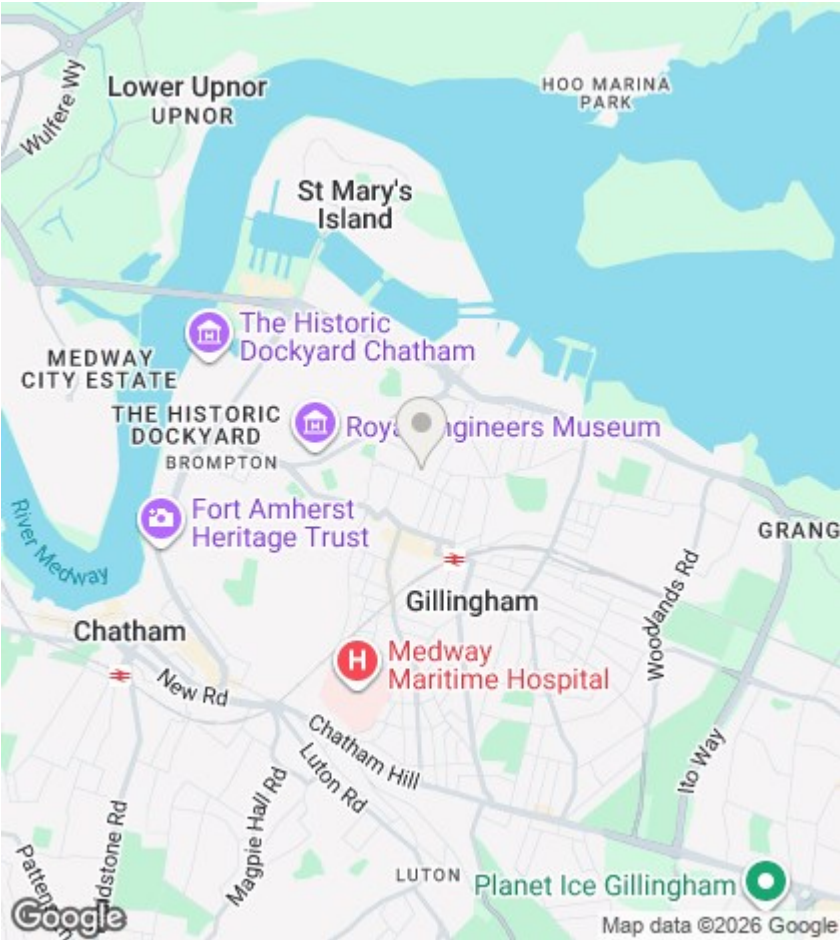 Lower Upnor
UPNOR
HOO MARINA
PARK
Wulfere Wy
St Mary's
Island
The Historic
Dockyard Chatham
MEDWAY
CITY ESTATE
THE HISTORIC
DOCKYARD
Royal Engineers Museum
BROMPTON
Fort Amherst
Heritage Trust
River Medway
GRANG
Gillingham
Woodlands Rd
Chatham
H
Medway
Maritime Hospital
New Rd
Chatham Hill
Luton Rd
Ito Way
Magpie Hall Rd
dstone Rd
LUTON
Planet Ice Gillingham
Google
Map data ©2026 Google